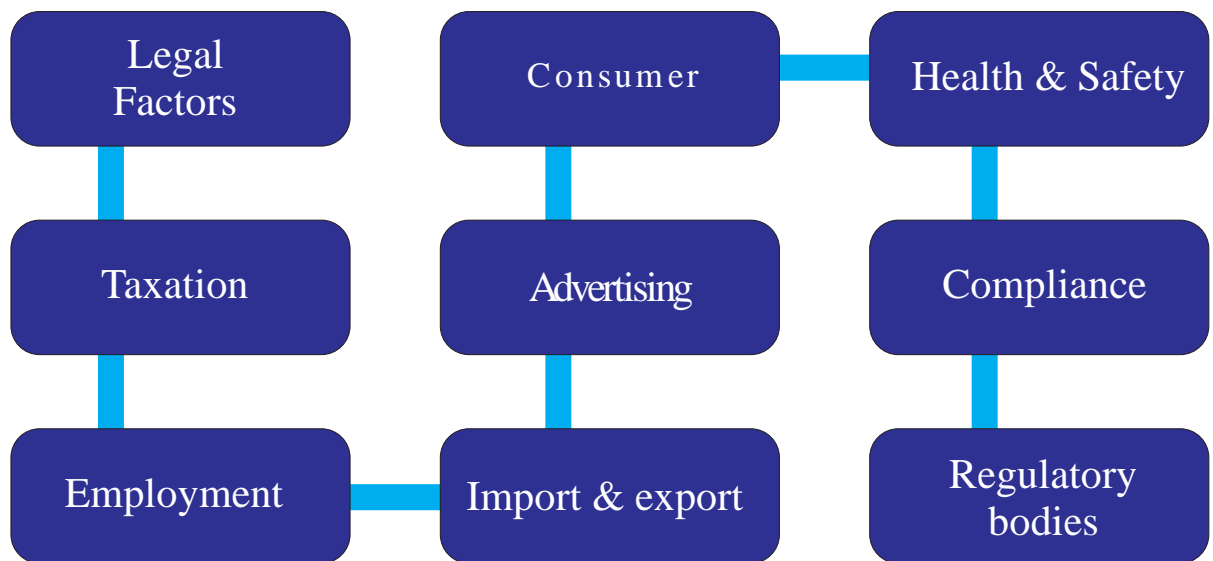 Legal
Factors
Taxation
Employment
Import & export
Advertising
Consumer
Health & Safety
Compliance
Regulatory
bodies